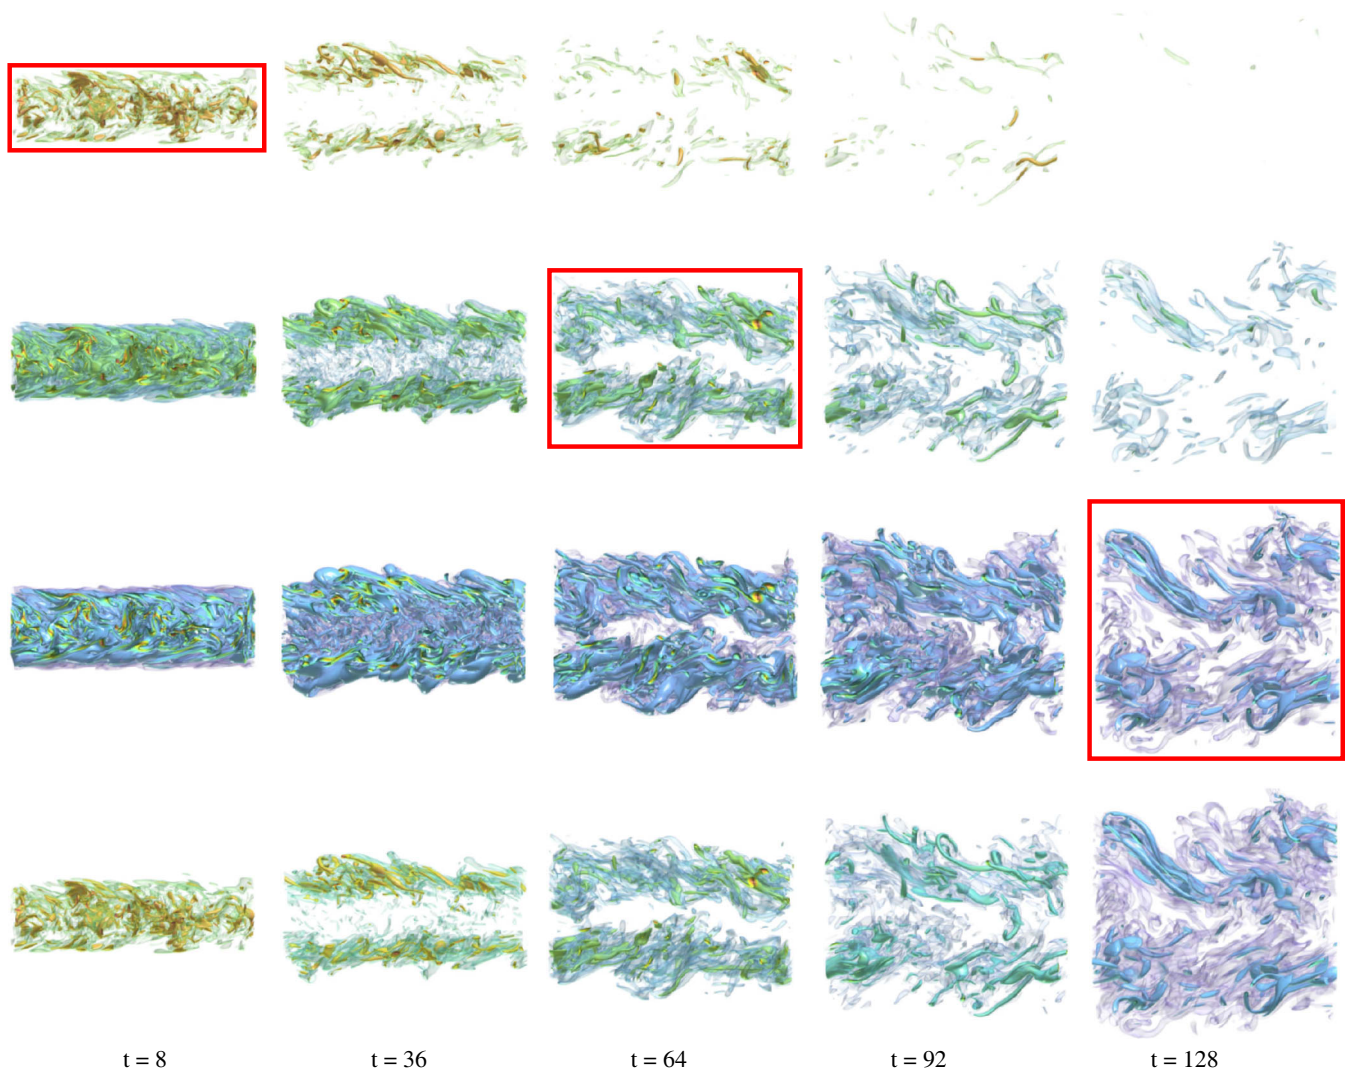 t = 8 t = 36 t = 64 t = 92 t = 128